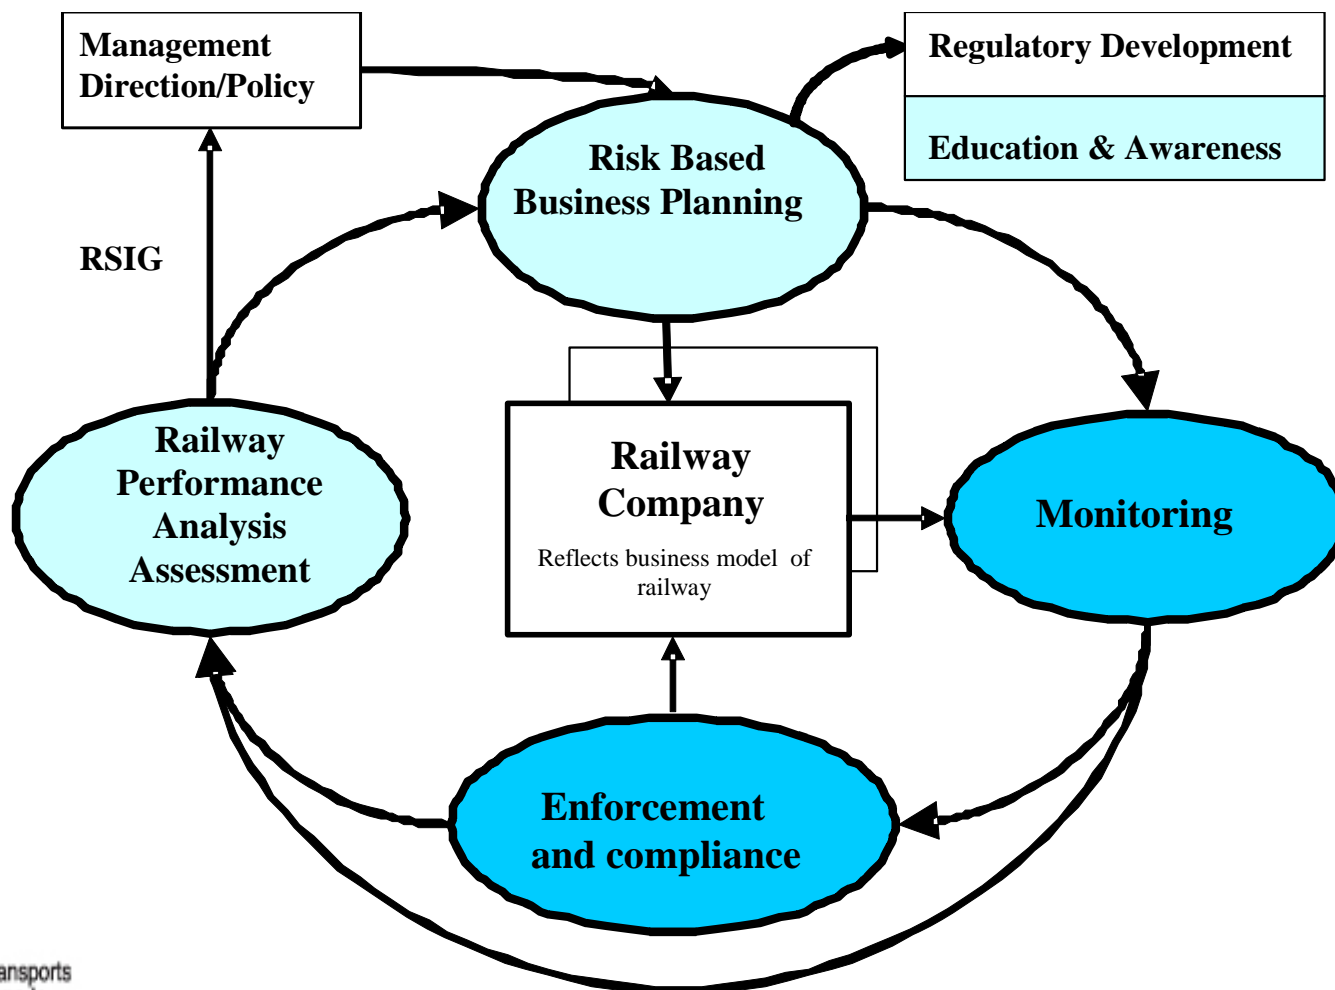 Management
Direction/Policy
Regulatory Development
Education & Awareness
Risk Based
Business Planning
RSIG
Railway
Performance
Analysis
Assessment
Railway
Company
Reflects business model of
railway
Monitoring
Enforcement
and compliance
ansports